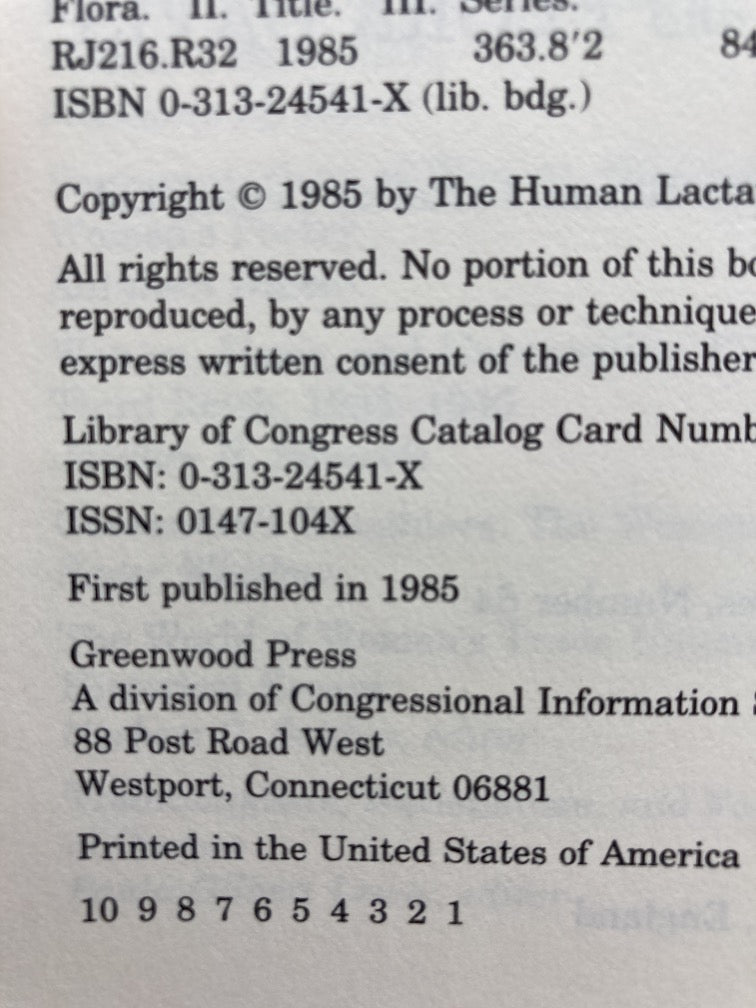 Flora. II. Title. III. Series.
RJ216.R32 1985 363.8'2 84
ISBN 0-313-24541-X (lib. bdg.)
Copyright © 1985 by The Human Lacta
All rights reserved. No portion of this bo
reproduced, by any process or technique
express written consent of the publisher
Library of Congress Catalog Card Numb
ISBN: 0-313-24541-X
ISSN: 0147-104X
First published in 1985
Greenwood Press
A division of Congressional Information
88 Post Road West
Westport, Connecticut 06881
Printed in the United States of America
10 9 8 7 6 5 4 3 2 1